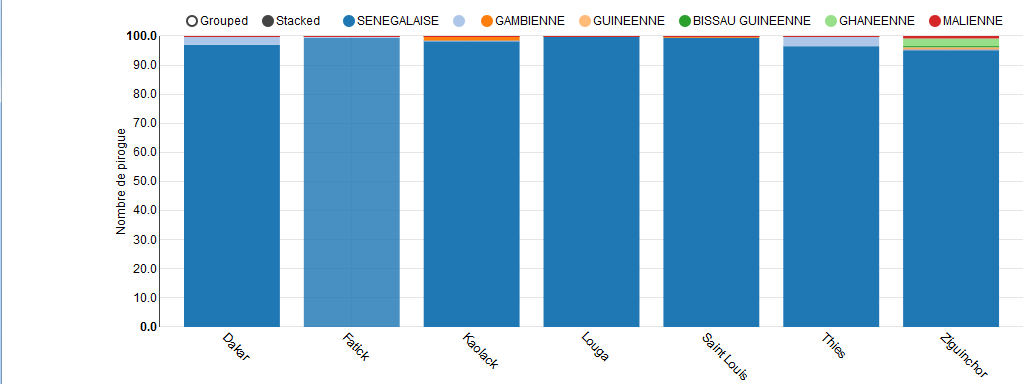 Grouped Stacked SENEGALAISE GAMBIENNE GUINEENNE BISSAU GUINEENNE GHANEENNE MALIENNE
100.0
90.0
80.0
70.0
60.0
50.0
40.0
30.0
20.0
10.0
0.0
Nombre de pirogue
Dakar
Fatick
Kaolack
Louga
Saint Louis
Thies
Ziguinchor